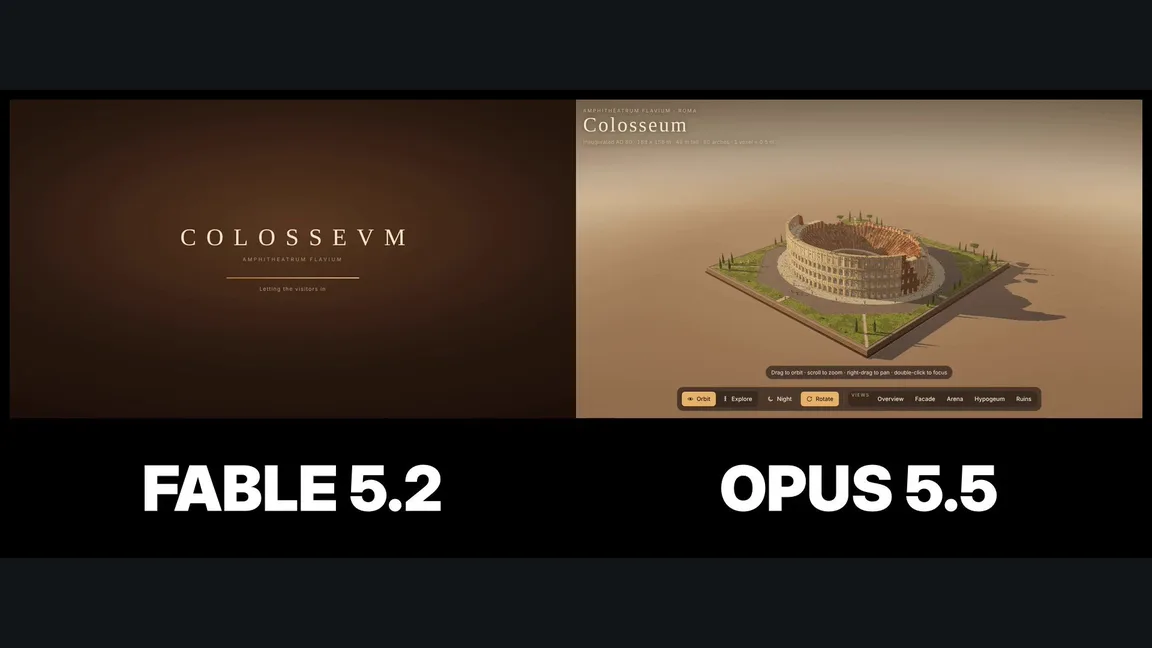 COLOSSEVM
AMPHITHEATRUM FLAVIUM
Letting the visitors in
AMPHITHEATRUM FLAVIUM · ROMA
Colosseum
Drag to orbit · scroll to zoom · right-drag to pan · double-click to focus
Orbit Explore Night Rotate VIEWS Overview Facade Arena Hypogeum Ruins
FABLE 5.2
OPUS 5.5